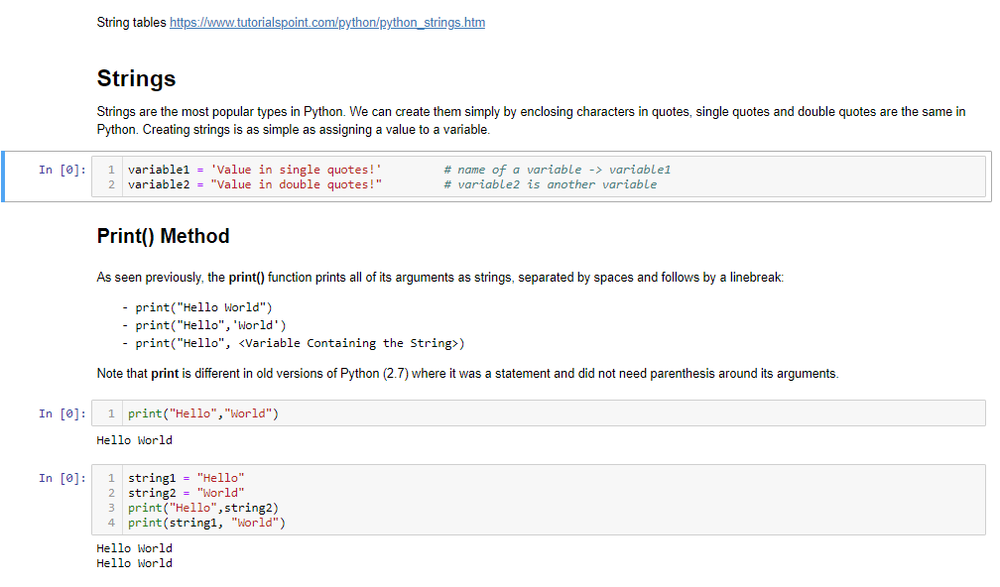 String tables https://www.tutorialspoint.com/python/python_strings.htm
Strings
Strings are the most popular types in Python. We can create them simply by enclosing characters in quotes, single quotes and double quotes are the same in
Python. Creating strings is as simple as assigning a value to a variable.
In [0]: 1 variable1 = 'Value in single quotes!' # name of a variable -> variable1
2 variable2 = "Value in double quotes!" # variable2 is another variable
Print() Method
As seen previously, the print() function prints all of its arguments as strings, separated by spaces and follows by a linebreak:
- print("Hello World")
- print("Hello",'World')
- print("Hello", <Variable Containing the String>)
Note that print is different in old versions of Python (2.7) where it was a statement and did not need parenthesis around its arguments.
In [0]: 1 print("Hello","World")
Hello World
In [0]: 1 string1 = "Hello"
2 string2 = "World"
3 print("Hello",string2)
4 print(string1, "World")
Hello World
Hello World